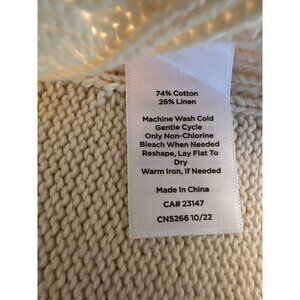 74% Cotton
26% Linen
Machine Wash Cold
Gentle Cycle
Only Non-Chlorine
Bleach When Needed
Reshape, Lay Flat To
Dry
Warm Iron, If Needed
Made in China
CA# 23147
CN5266 10/22